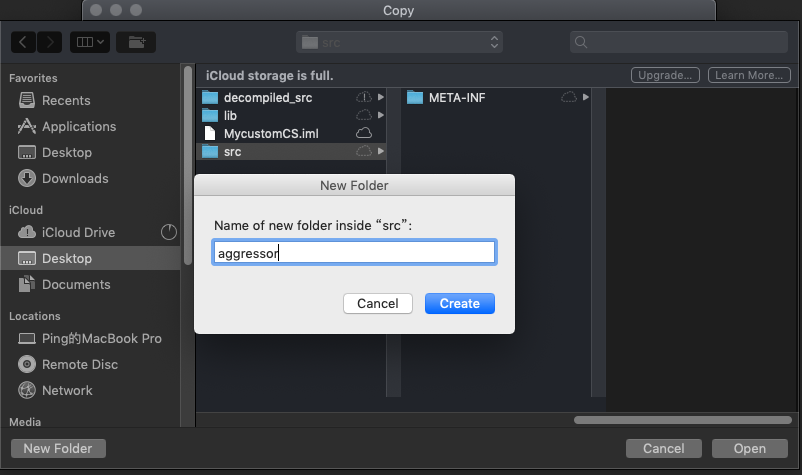 Copy
src
Favorites
Recents
Applications
Desktop
Downloads
iCloud
iCloud Drive
Desktop
Documents
Locations
Ping的MacBook Pro
Remote Disc
Network
Media
iCloud storage is full.
Upgrade...
Learn More...
decompiled_src
lib
MycustomCS.iml
src
META-INF
New Folder
Name of new folder inside “src”:
aggressor
Cancel
Create
New Folder
Cancel
Open